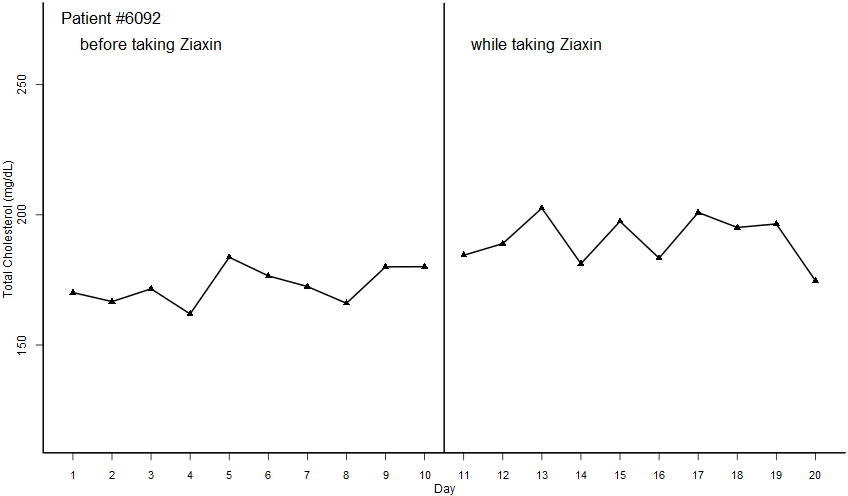 Patient #6092
before taking Ziaxin
while taking Ziaxin
Total Cholesterol (mg/dL)
250
200
150
1 2 3 4 5 6 7 8 9 10 11 12 13 14 15 16 17 18 19 20
Day